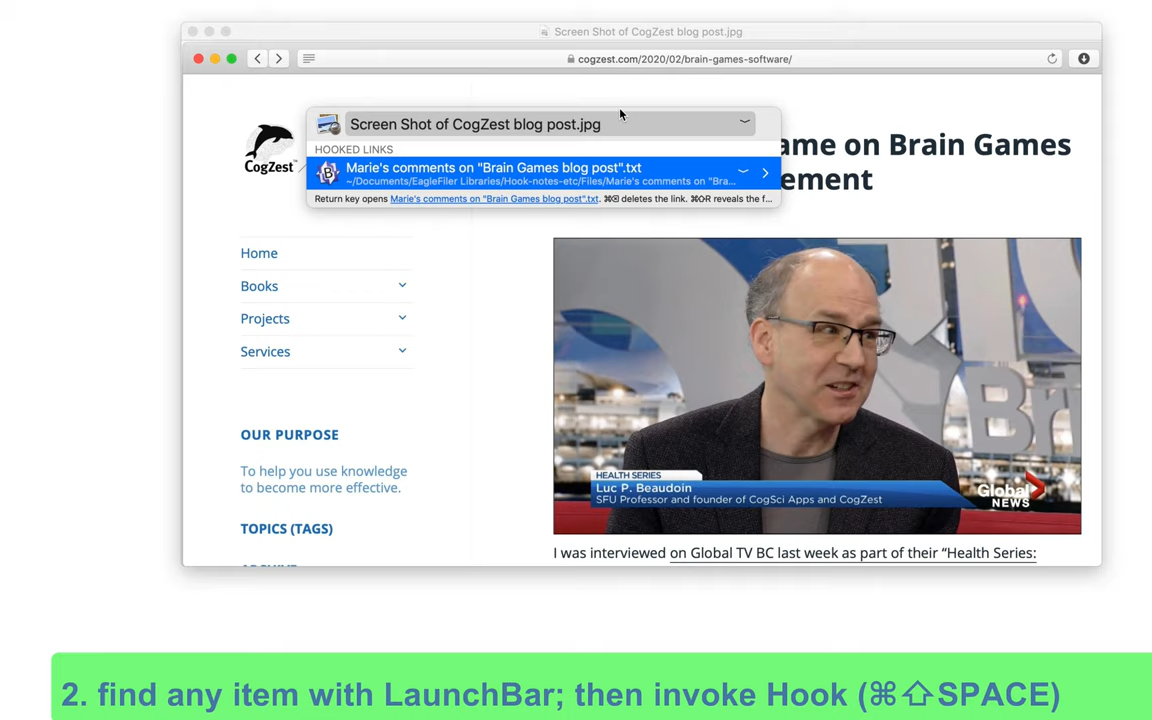 Screen Shot of CogZest blog post.jpg
cogzest.com/2020/02/brain-games-software/
CogZest™
Screen Shot of CogZest blog post.jpg
HOOKED LINKS
Marie's comments on "Brain Games blog post".txt
~/Documents/EagleFiler Libraries/Hook-notes-etc/Files/Marie's comments on "Bra...
Return key opens Marie's comments on "Brain Games blog post".txt. ⌘⌫ deletes the link. ⌘⇧R reveals the f...
ame on Brain Games
ement
Home
Books
Projects
Services
OUR PURPOSE
To help you use knowledge
to become more effective.
TOPICS (TAGS)
HEALTH SERIES
Luc P. Beaudoin
SFU Professor and founder of CogSci Apps and CogZest
Global
NEWS
Br
I was interviewed on Global TV BC last week as part of their “Health Series:
2. find any item with LaunchBar; then invoke Hook (⌘⇧SPACE)